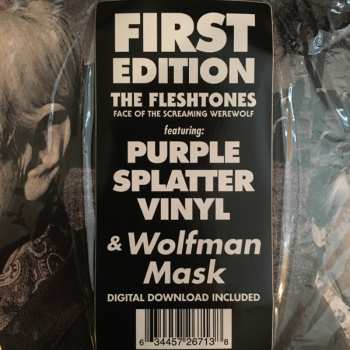 FIRST
EDITION
THE FLESHTONES
FACE OF THE SCREAMING WEREWOLF
featuring:
PURPLE
SPLATTER
VINYL
& Wolfman
Mask
DIGITAL DOWNLOAD INCLUDED
6 34457 26713 8